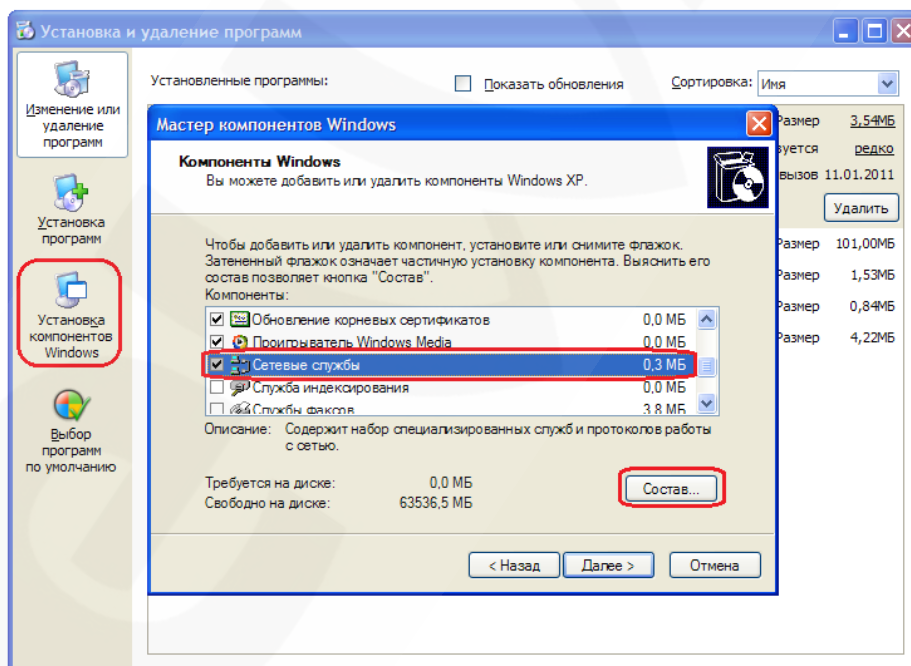 Установка и удаление программ
Изменение или
удаление
программ
Установка
программ
Установка
компонентов
Windows
Выбор
программ
по умолчанию
Установленные программы:
Показать обновления
Сортировка: Имя
Размер 3,54МБ
зуется редко
вызов 11.01.2011
Удалить
Размер 101,00МБ
Размер 1,53МБ
Размер 0,84МБ
Размер 4,22МБ
Мастер компонентов Windows
Компоненты Windows
Вы можете добавить или удалить компоненты Windows XP.
Чтобы добавить или удалить компонент, установите или снимите флажок.
Затененный флажок означает частичную установку компонента. Выяснить его
состав позволяет кнопка "Состав".
Компоненты:
Обновление корневых сертификатов 0,0 МБ
Проигрыватель Windows Media 0,0 МБ
Сетевые службы 0,3 МБ
Служба индексирования 0,0 МБ
Службы факсов 3,8 МБ
Описание: Содержит набор специализированных служб и протоколов работы
с сетью.
Требуется на диске: 0,0 МБ
Свободно на диске: 63536,5 МБ
Состав...
< Назад Далее > Отмена